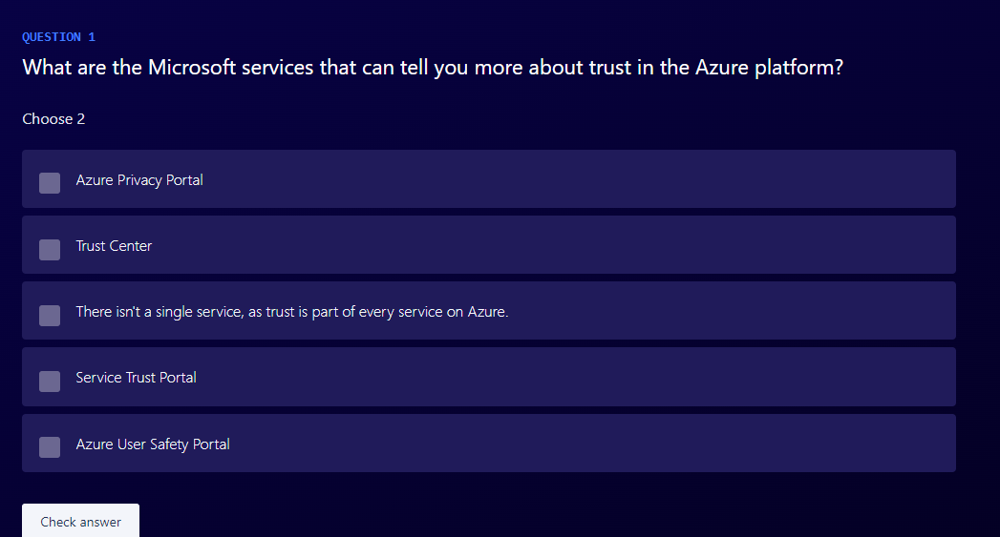 QUESTION 1
What are the Microsoft services that can tell you more about trust in the Azure platform?
Choose 2
Azure Privacy Portal
Trust Center
There isn't a single service, as trust is part of every service on Azure.
Service Trust Portal
Azure User Safety Portal
Check answer